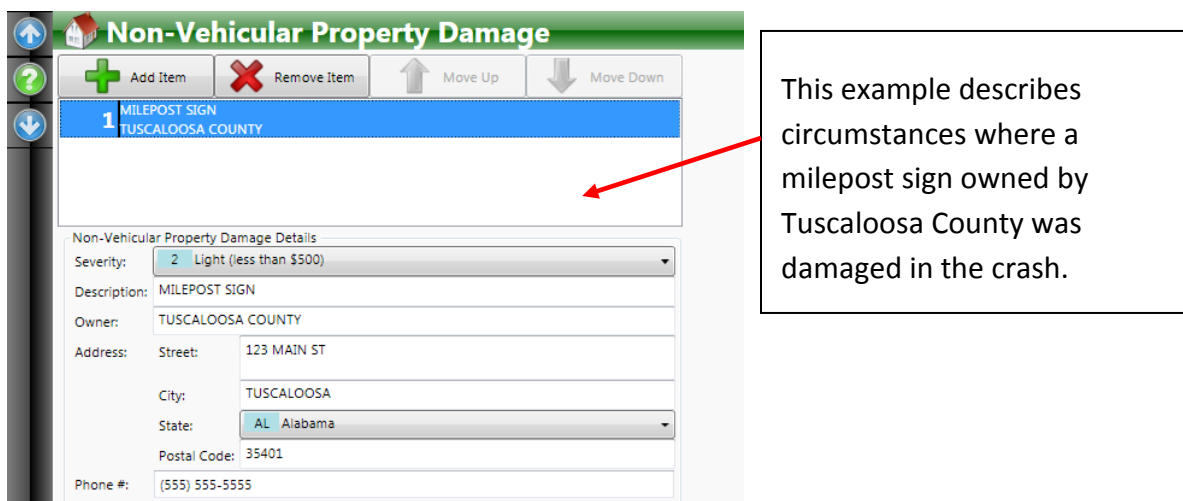 Non-Vehicular Property Damage
Add Item Remove Item Move Up Move Down
1 MILEPOST SIGN
TUSCALOOSA COUNTY
Non-Vehicular Property Damage Details
Severity: 2 Light (less than $500)
Description: MILEPOST SIGN
Owner: TUSCALOOSA COUNTY
Address: Street: 123 MAIN ST
City: TUSCALOOSA
State: AL Alabama
Postal Code: 35401
Phone #: (555) 555-5555
This example describes
circumstances where a
milepost sign owned by
Tuscaloosa County was
damaged in the crash.